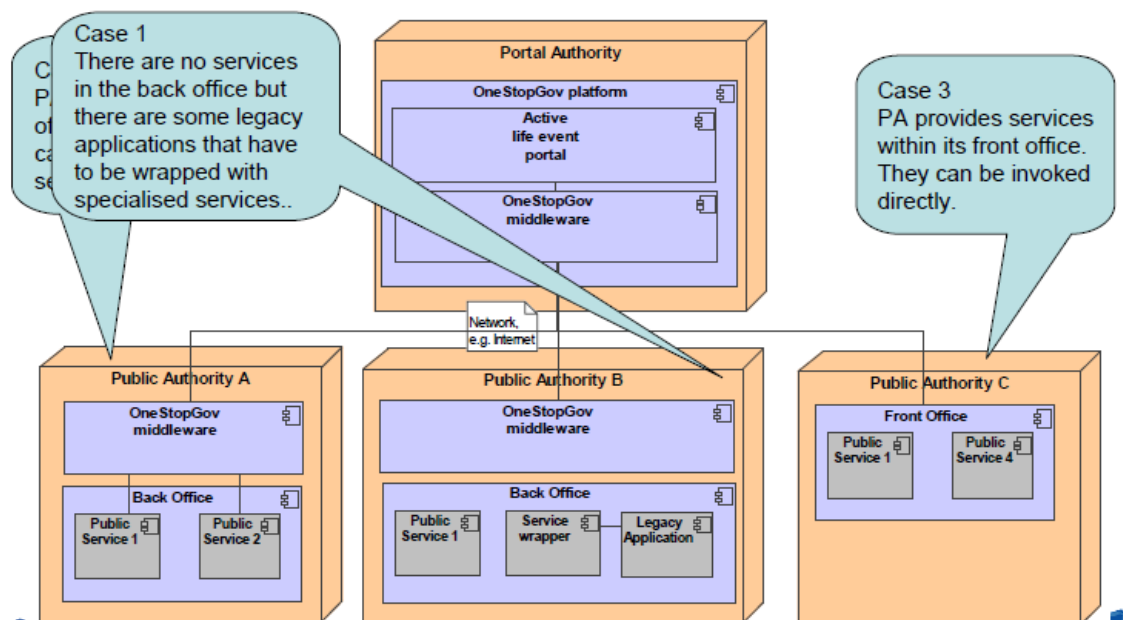 Case 1
There are no services
in the back office but
there are some legacy
applications that have
to be wrapped with
specialised services..
Portal Authority
OneStopGov platform
Active
life event
portal
OneStopGov
middleware
Case 3
PA provides services
within its front office.
They can be invoked
directly.
Network,
e.g. Internet
Public Authority A
OneStopGov
middleware
Back Office
Public
Service 1
Public
Service 2
Public Authority B
OneStopGov
middleware
Back Office
Public
Service 1
Service
wrapper
Legacy
Application
Public Authority C
Front Office
Public
Service 1
Public
Service 4